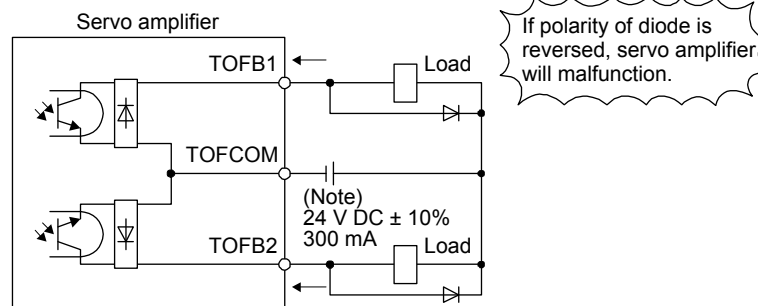 Servo amplifier
If polarity of diode is
reversed, servo amplifier
will malfunction.
TOFB1
Load
TOFCOM
(Note)
24 V DC ± 10%
300 mA
TOFB2
Load